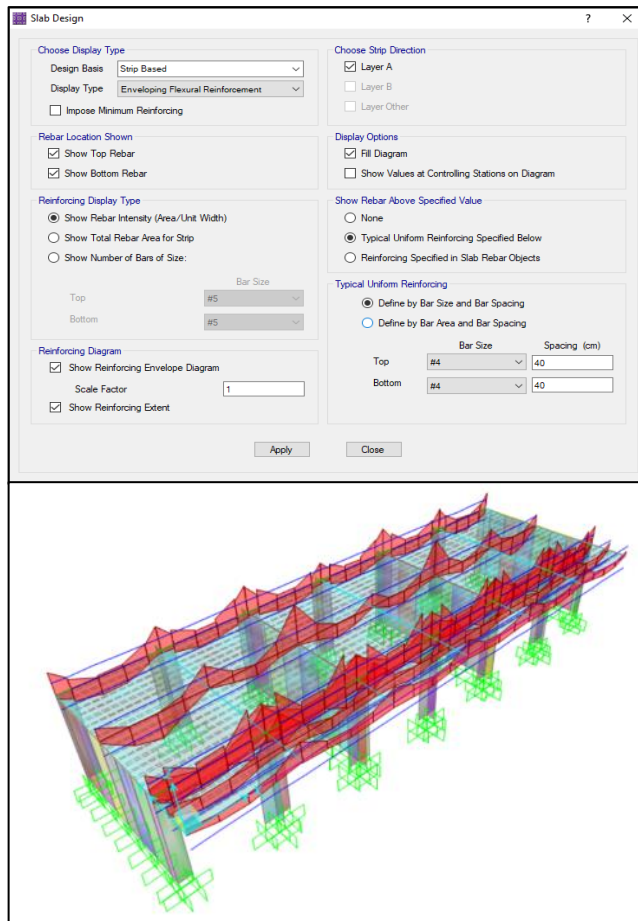 Slab Design
? ×
Choose Display Type
Design Basis Strip Based
Display Type Enveloping Flexural Reinforcement
Impose Minimum Reinforcing
Rebar Location Shown
Show Top Rebar
Show Bottom Rebar
Reinforcing Display Type
Show Rebar Intensity (Area/Unit Width)
Show Total Rebar Area for Strip
Show Number of Bars of Size:
Bar Size
Top #5
Bottom #5
Reinforcing Diagram
Show Reinforcing Envelope Diagram
Scale Factor 1
Show Reinforcing Extent
Choose Strip Direction
Layer A
Layer B
Layer Other
Display Options
Fill Diagram
Show Values at Controlling Stations on Diagram
Show Rebar Above Specified Value
None
Typical Uniform Reinforcing Specified Below
Reinforcing Specified in Slab Rebar Objects
Typical Uniform Reinforcing
Define by Bar Size and Bar Spacing
Define by Bar Area and Bar Spacing
Bar Size Spacing (cm)
Top #4 40
Bottom #4 40
Apply Close